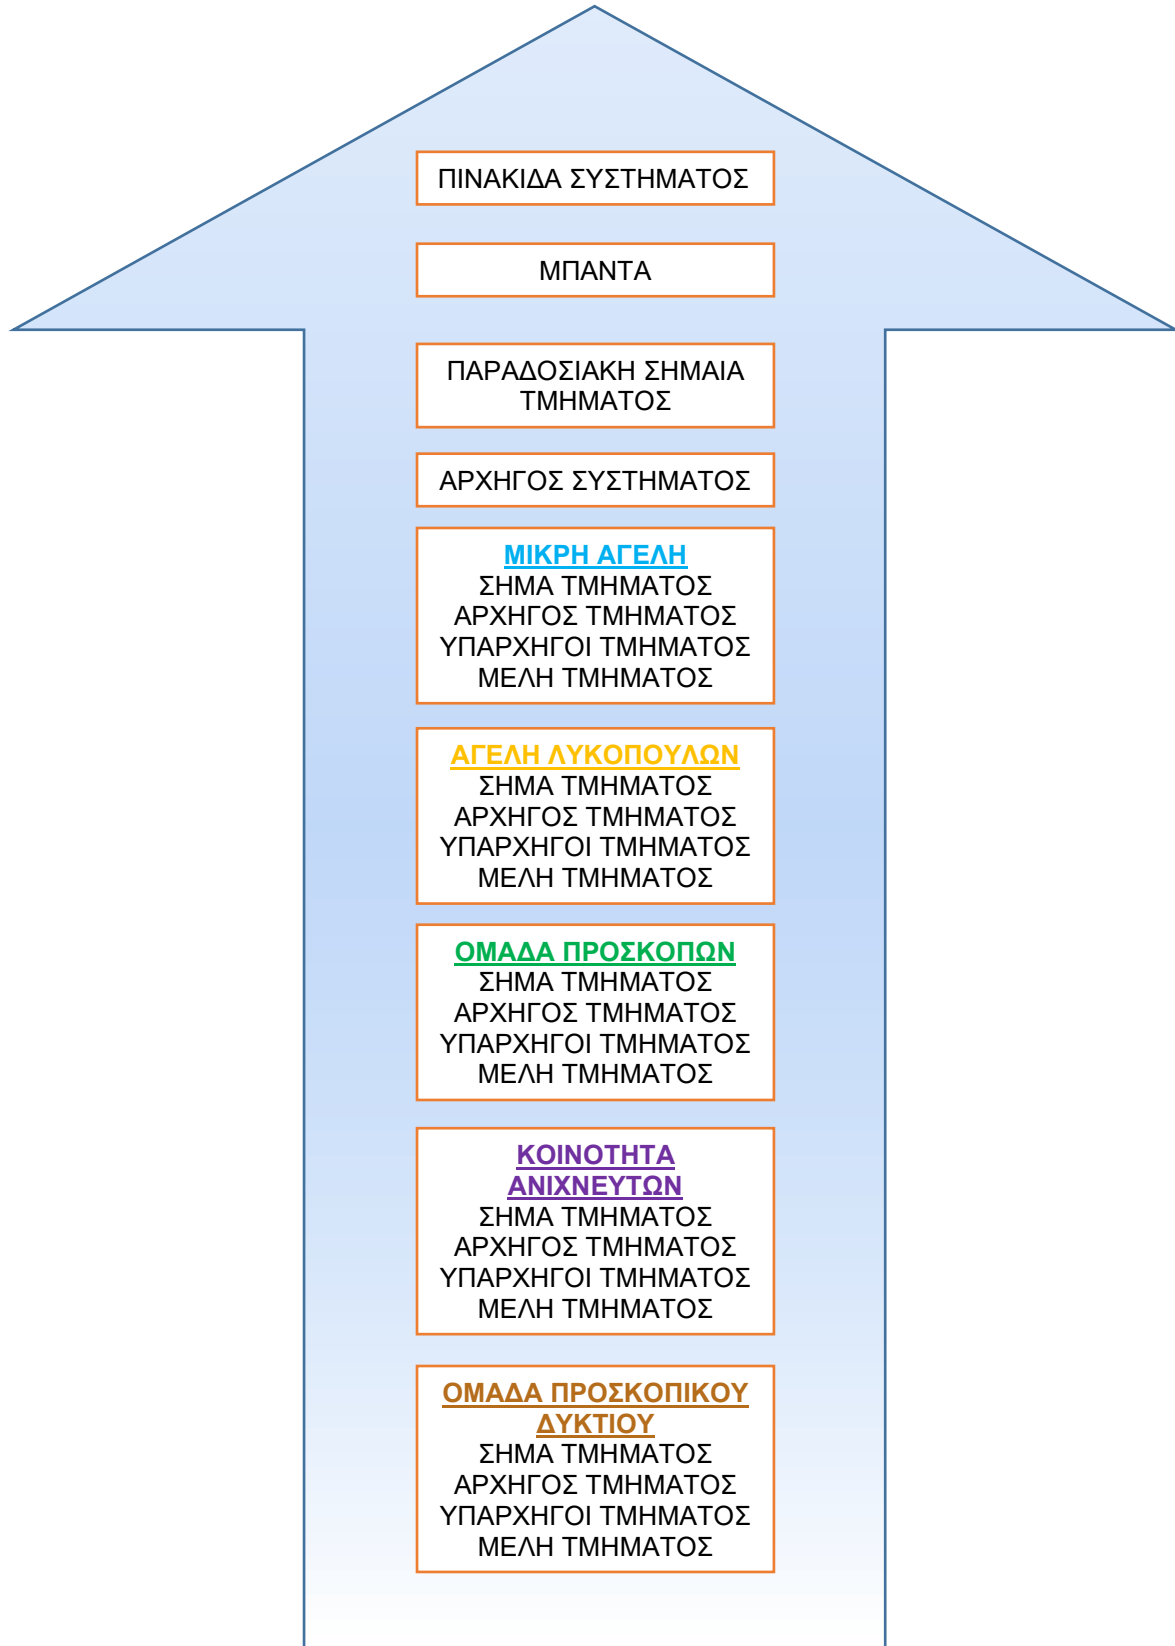 ΠΙΝΑΚΙΔΑ ΣΥΣΤΗΜΑΤΟΣ
ΜΠΑΝΤΑ
ΠΑΡΑΔΟΣΙΑΚΗ ΣΗΜΑΙΑ
ΤΜΗΜΑΤΟΣ
ΑΡΧΗΓΟΣ ΣΥΣΤΗΜΑΤΟΣ
ΜΙΚΡΗ ΑΓΕΛΗ
ΣΗΜΑ ΤΜΗΜΑΤΟΣ
ΑΡΧΗΓΟΣ ΤΜΗΜΑΤΟΣ
ΥΠΑΡΧΗΓΟΙ ΤΜΗΜΑΤΟΣ
ΜΕΛΗ ΤΜΗΜΑΤΟΣ
ΑΓΕΛΗ ΛΥΚΟΠΟΥΛΩΝ
ΣΗΜΑ ΤΜΗΜΑΤΟΣ
ΑΡΧΗΓΟΣ ΤΜΗΜΑΤΟΣ
ΥΠΑΡΧΗΓΟΙ ΤΜΗΜΑΤΟΣ
ΜΕΛΗ ΤΜΗΜΑΤΟΣ
ΟΜΑΔΑ ΠΡΟΣΚΟΠΩΝ
ΣΗΜΑ ΤΜΗΜΑΤΟΣ
ΑΡΧΗΓΟΣ ΤΜΗΜΑΤΟΣ
ΥΠΑΡΧΗΓΟΙ ΤΜΗΜΑΤΟΣ
ΜΕΛΗ ΤΜΗΜΑΤΟΣ
ΚΟΙΝΟΤΗΤΑ
ΑΝΙΧΝΕΥΤΩΝ
ΣΗΜΑ ΤΜΗΜΑΤΟΣ
ΑΡΧΗΓΟΣ ΤΜΗΜΑΤΟΣ
ΥΠΑΡΧΗΓΟΙ ΤΜΗΜΑΤΟΣ
ΜΕΛΗ ΤΜΗΜΑΤΟΣ
ΟΜΑΔΑ ΠΡΟΣΚΟΠΙΚΟΥ
ΔΥΚΤΙΟΥ
ΣΗΜΑ ΤΜΗΜΑΤΟΣ
ΑΡΧΗΓΟΣ ΤΜΗΜΑΤΟΣ
ΥΠΑΡΧΗΓΟΙ ΤΜΗΜΑΤΟΣ
ΜΕΛΗ ΤΜΗΜΑΤΟΣ